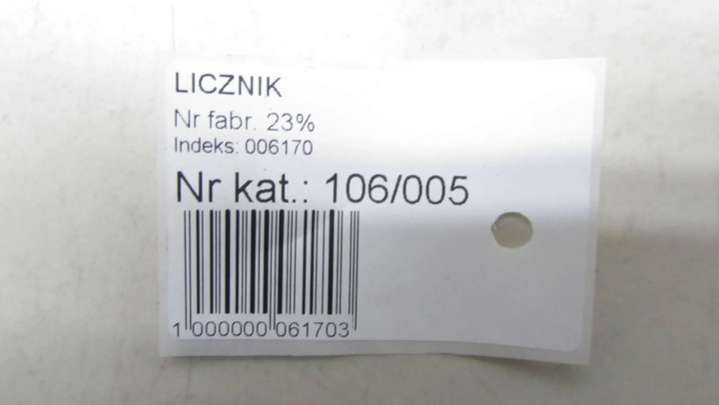 LICZNIK
Nr fabr. 23%
Indeks: 006170
Nr kat.: 106/005
1 000000 061703